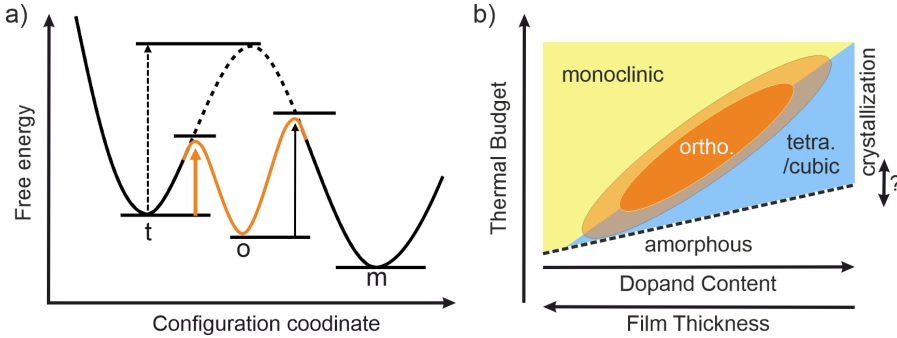 a)
Free energy
t
o
m
Configuration coodinate
b)
Thermal Budget
monoclinic
ortho.
tetra.
/cubic
amorphous
crystallization
?
Dopand Content
Film Thickness